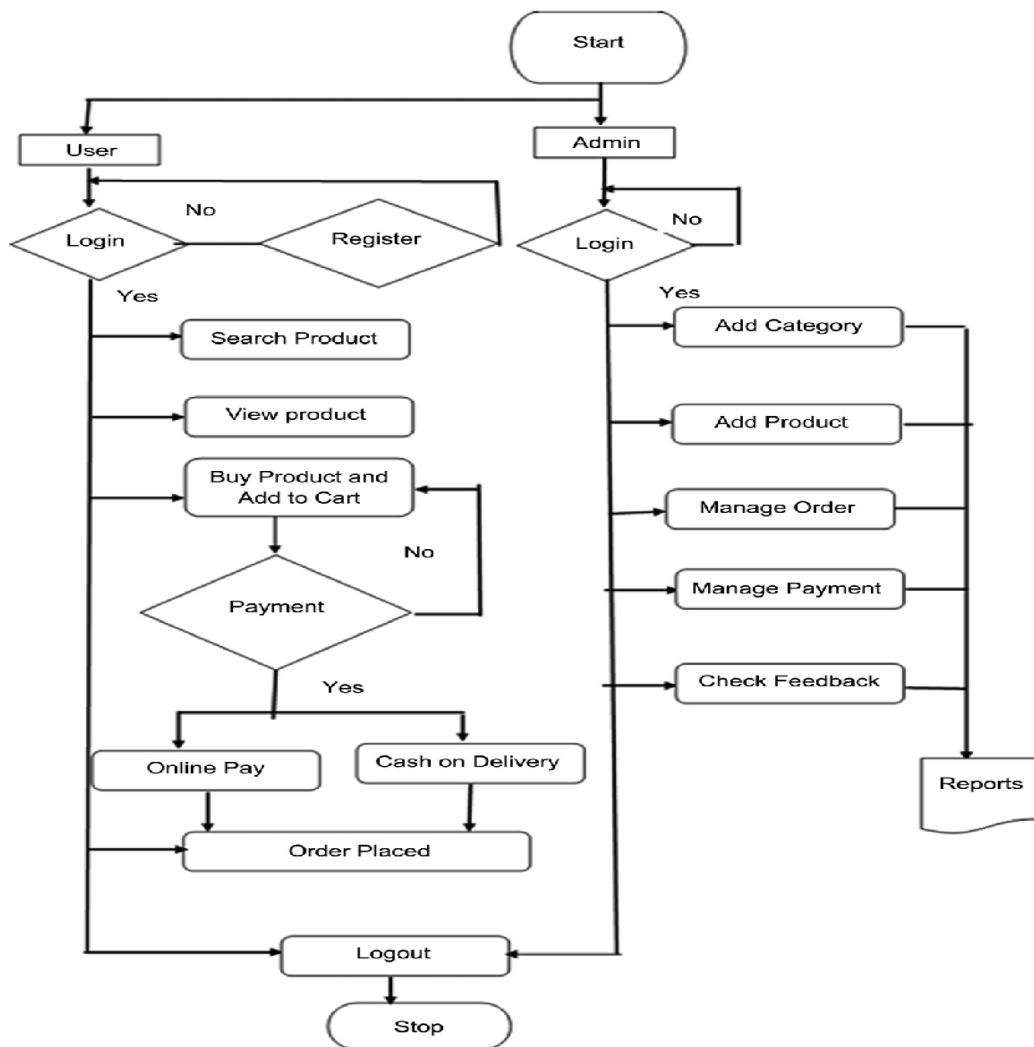 Start
User
Admin
No
No
Login
Register
Login
Yes
Yes
Search Product
Add Category
View product
Add Product
Buy Product and
Add to Cart
Manage Order
No
Payment
Manage Payment
Yes
Check Feedback
Online Pay
Cash on Delivery
Reports
Order Placed
Logout
Stop